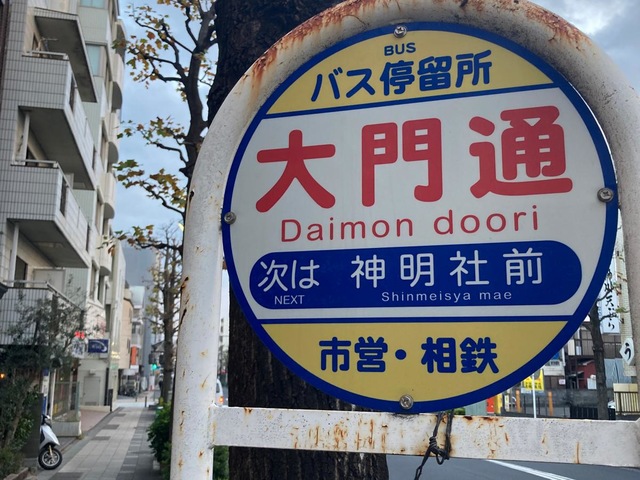 BUS
バス停留所
大門通
Daimon doori
次は 神明社前
NEXT Shinmeisya mae
市営・相鉄